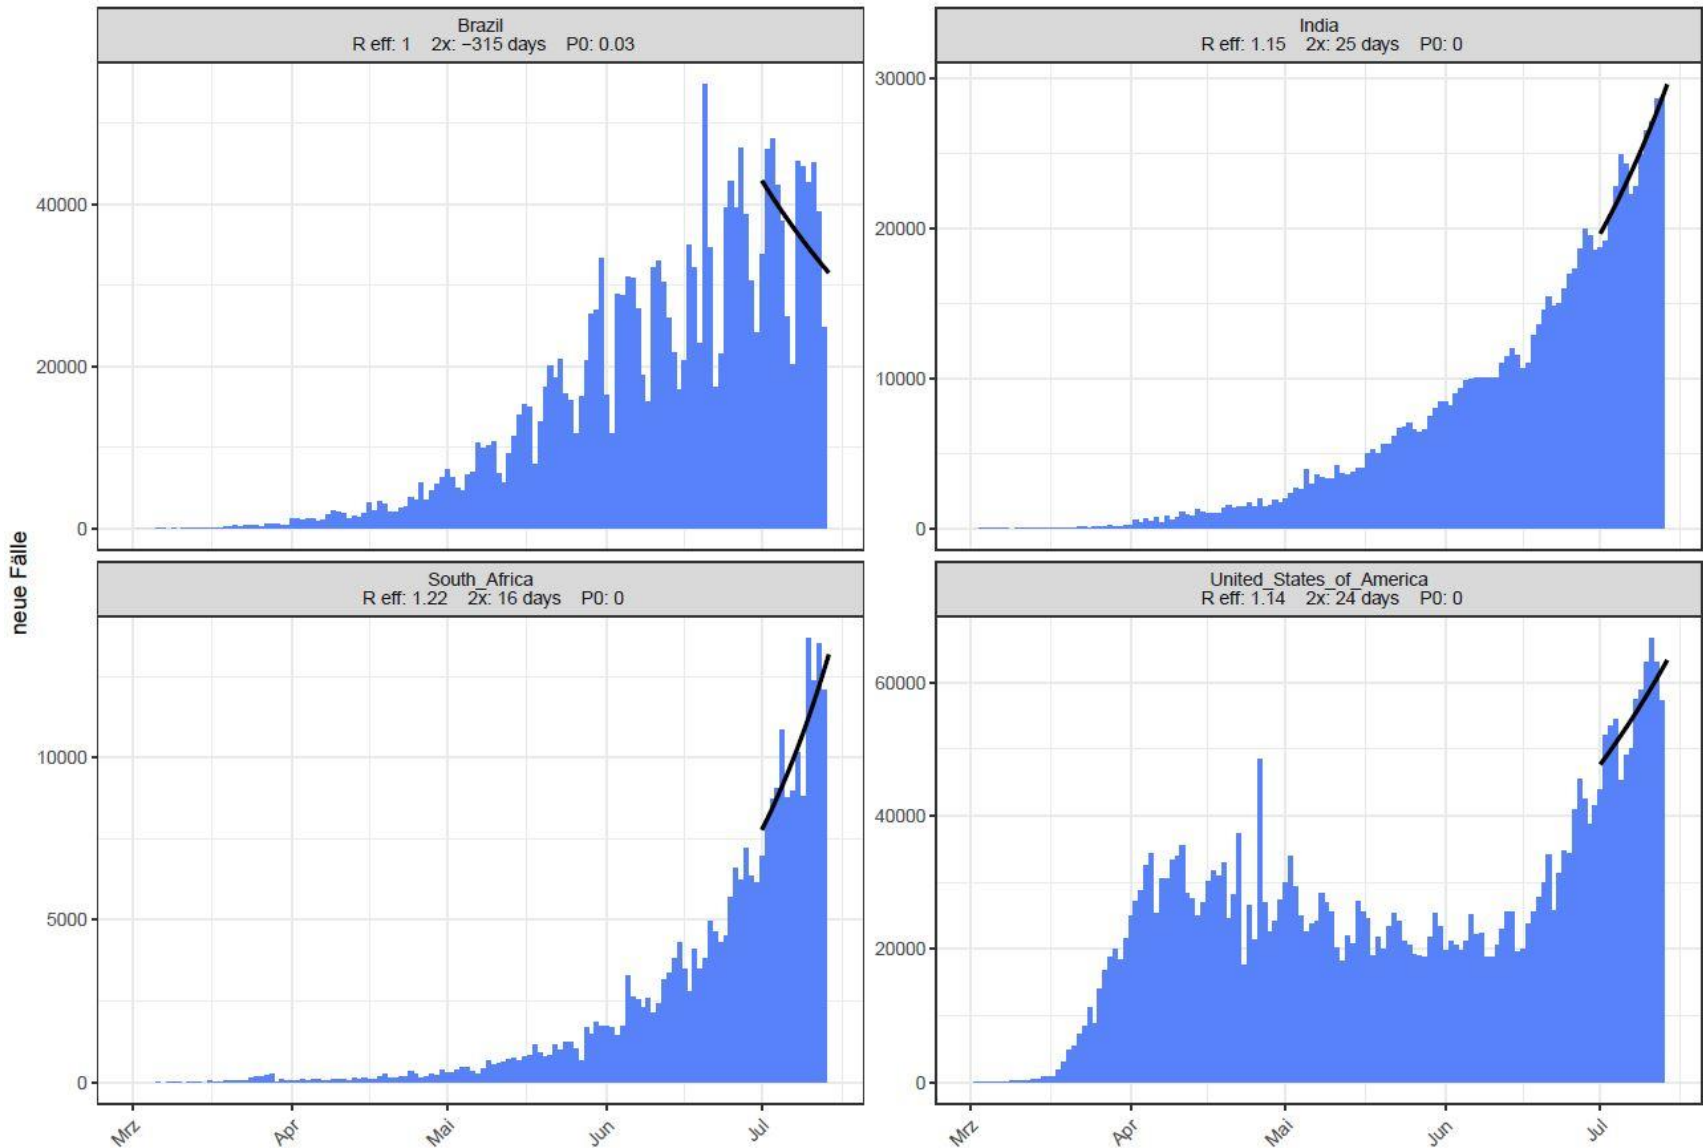 Brazil
R eff: 1 2x: −315 days P0: 0.03
India
R eff: 1.15 2x: 25 days P0: 0
40000
20000
0
30000
20000
10000
0
neue Fälle
South_Africa
R eff: 1.22 2x: 16 days P0: 0
United_States_of_America
R eff: 1.14 2x: 24 days P0: 0
10000
5000
0
60000
40000
20000
0
Mrz Apr Mai Jun Jul
Mrz Apr Mai Jun Jul